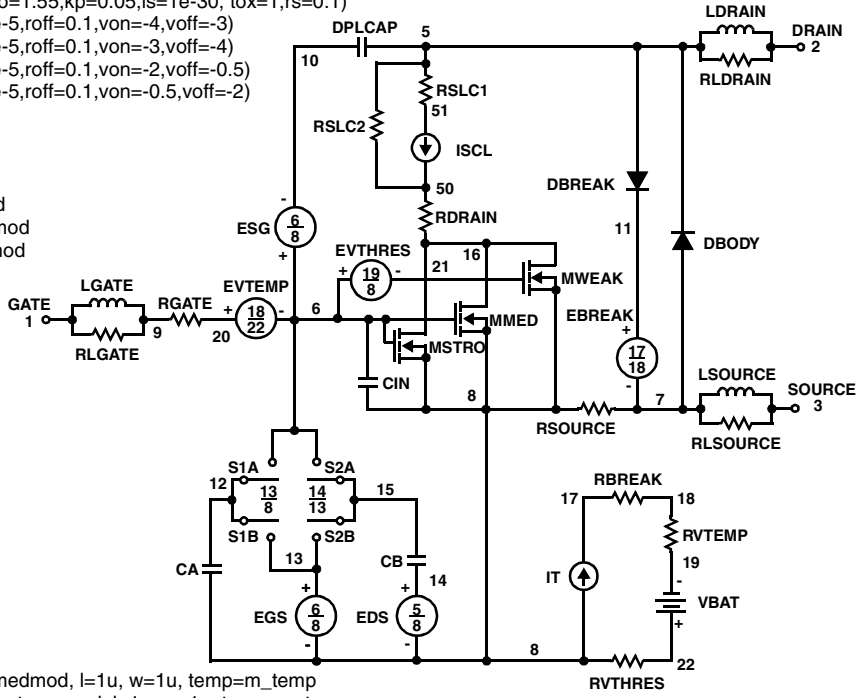 o=1.55,kp=0.05,is=1e-30, tox=1,rs=0.1)
e-5,roff=0.1,von=-4,voff=-3)
e-5,roff=0.1,von=-3,voff=-4)
e-5,roff=0.1,von=-2,voff=-0.5)
e-5,roff=0.1,von=-0.5,voff=-2)
d
mod
mod
LDRAIN
DPLCAP 5 DRAIN
10 2
RSLC1 RLDRAIN
51
RSLC2
ISCL
50
DBREAK
- RDRAIN
ESG 6 8
11 DBODY
+ EVTHRES 16
21
+ 19 8 - MWEAK
LGATE EVTEMP
GATE RGATE + 18 22 - 6 EBREAK
1 MMED +
9 20 MSTRO 17 18
RLGATE
CIN - LSOURCE
8 7 SOURCE
3
RSOURCE
RLSOURCE
S1A S2A
12 13 8 14 13 15 RBREAK
17 18
S1B S2B
RVTEMP
13 CB 19
CA 14 IT -
+ + VBAT
EGS 6 8 EDS 5 8 +
- - 8
22
RVTHRES
medmod, l=1u, w=1u, temp=m_temp